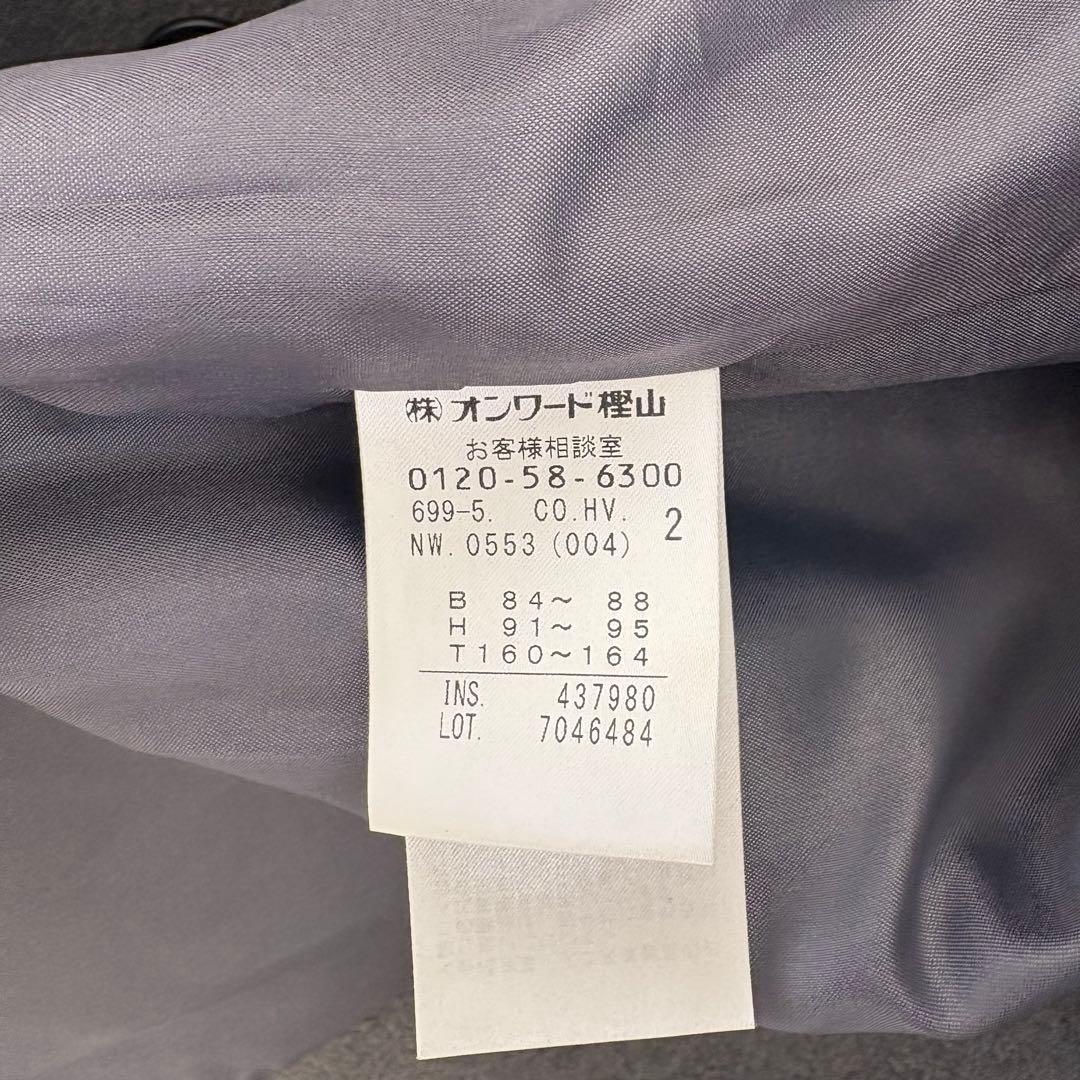 ㈱オンワード樫山
お客様相談室
0120-58-6300
699-5. CO.HV. 2
NW. 0553 (004)
B 84~ 88
H 91~ 95
T160~164
INS. 437980
LOT. 7046484